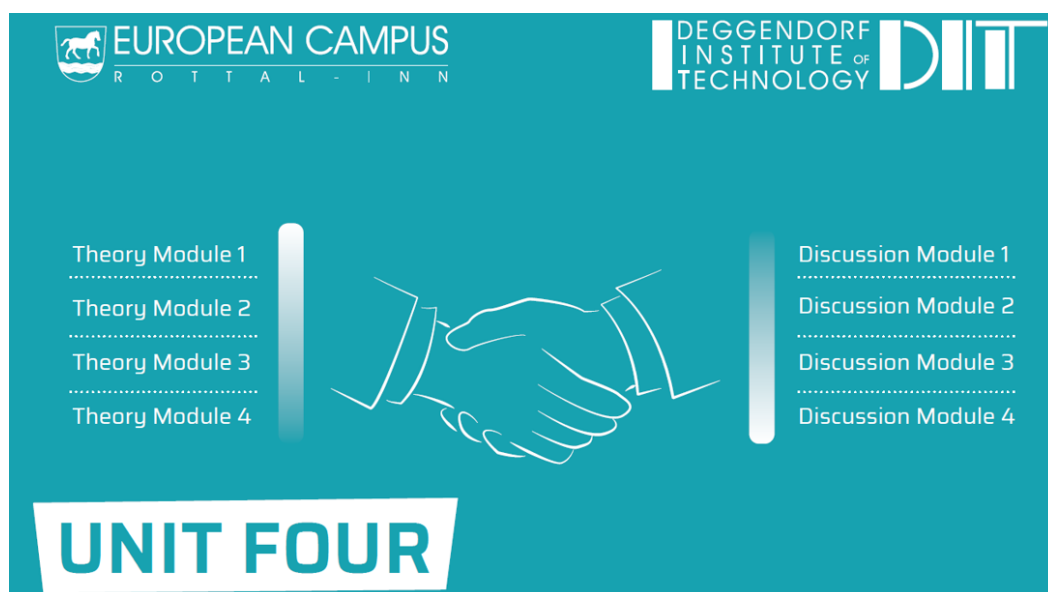 EUROPEAN CAMPUS
ROTTAL-INN
DEGGENDORF
INSTITUTE OF
TECHNOLOGY
DIT
Theory Module 1
Theory Module 2
Theory Module 3
Theory Module 4
Discussion Module 1
Discussion Module 2
Discussion Module 3
Discussion Module 4
UNIT FOUR